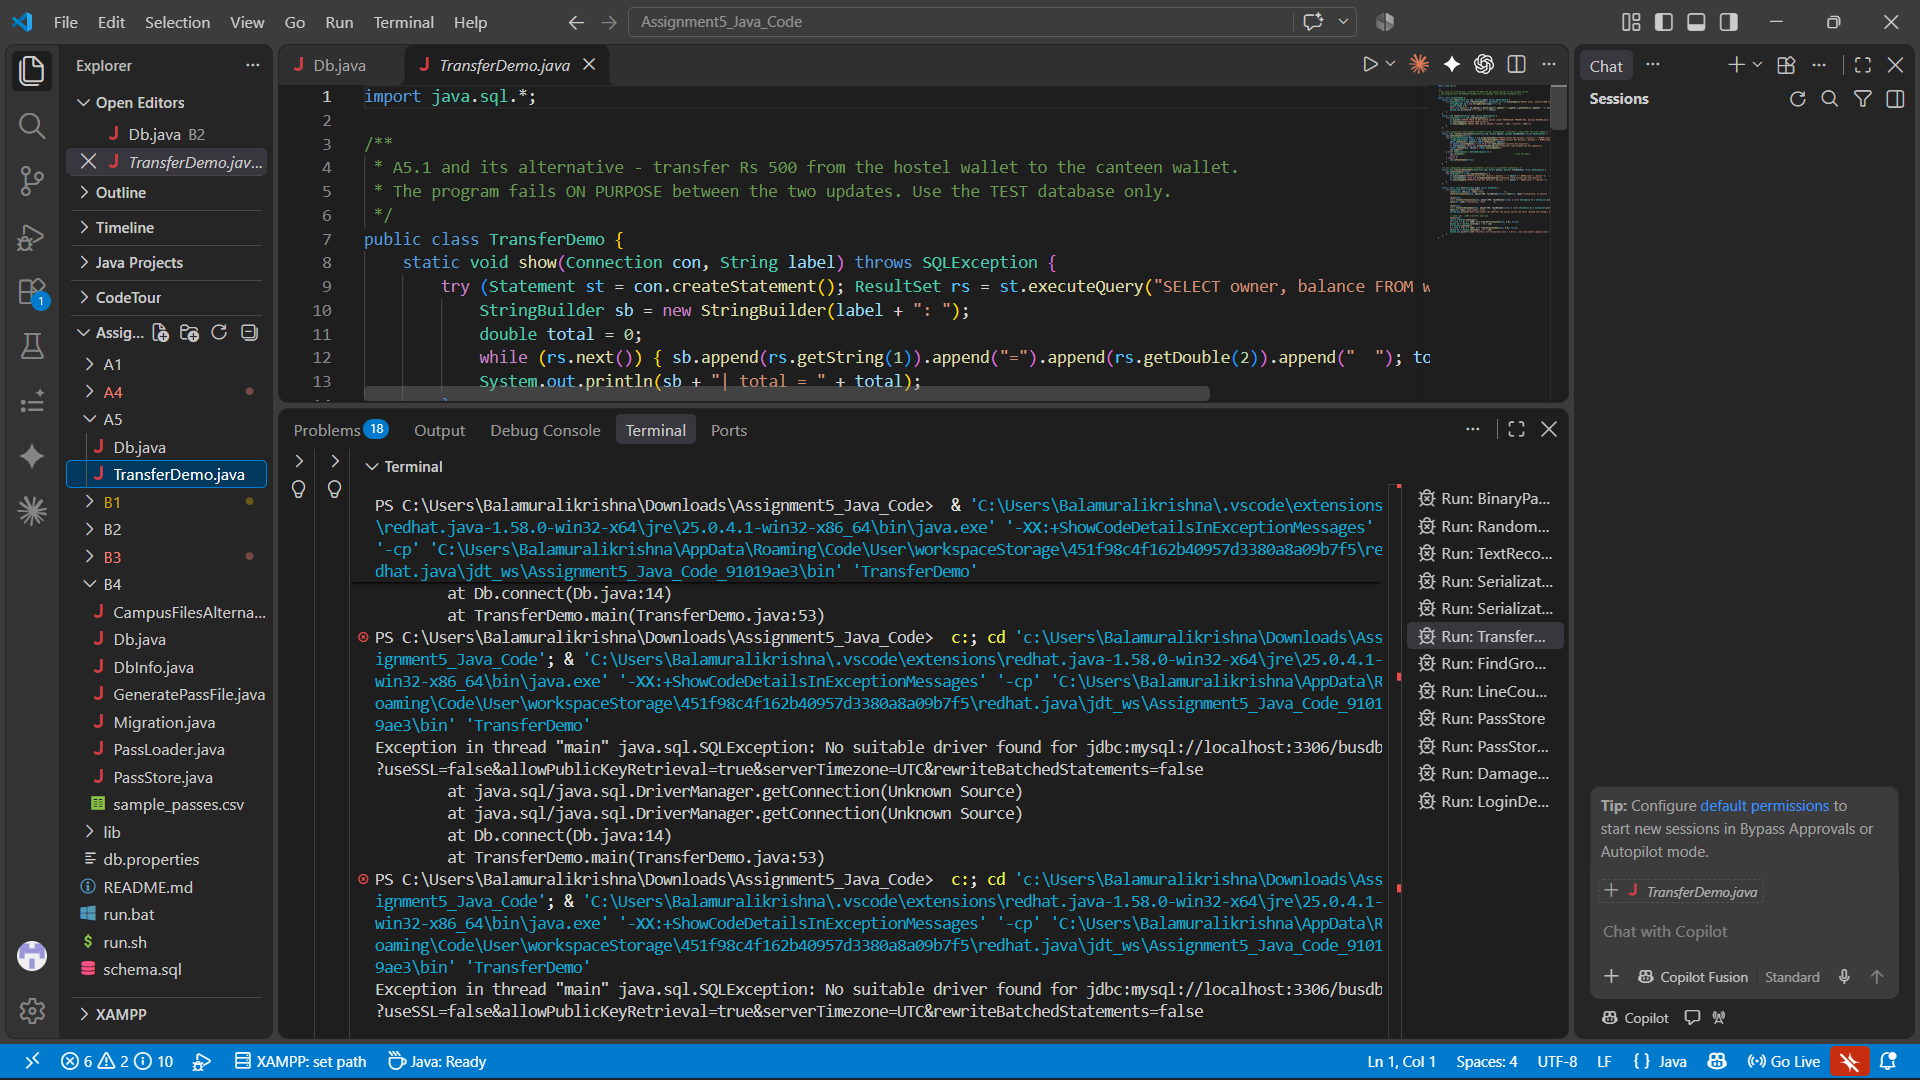 File Edit Selection View Go Run Terminal Help
Assignment5_Java_Code
Explorer
Open Editors
Db.java B2
TransferDemo.jav...
Outline
Timeline
Java Projects
CodeTour
Assig...
A1
A4
A5
Db.java
TransferDemo.java
B1
B2
B3
B4
CampusFilesAlterna...
Db.java
DbInfo.java
GeneratePassFile.java
Migration.java
PassLoader.java
PassStore.java
sample_passes.csv
lib
db.properties
README.md
run.bat
run.sh
schema.sql
XAMPP
1
Db.java TransferDemo.java
1 import java.sql.*;
2
3 /**
4 * A5.1 and its alternative - transfer Rs 500 from the hostel wallet to the canteen wallet.
5 * The program fails ON PURPOSE between the two updates. Use the TEST database only.
6 */
7 public class TransferDemo {
8 static void show(Connection con, String label) throws SQLException {
9 try (Statement st = con.createStatement(); ResultSet rs = st.executeQuery("SELECT owner, balance FROM w
10 StringBuilder sb = new StringBuilder(label + ": ");
11 double total = 0;
12 while (rs.next()) { sb.append(rs.getString(1)).append("=").append(rs.getDouble(2)).append("  "); to
13 System.out.println(sb + "| total = " + total);
Problems 18 Output Debug Console Terminal Ports
Terminal
PS C:\Users\Balamuralikrishna\Downloads\Assignment5_Java_Code> & 'C:\Users\Balamuralikrishna\.vscode\extensions
\redhat.java-1.58.0-win32-x64\jre\25.0.4.1-win32-x86_64\bin\java.exe' '-XX:+ShowCodeDetailsInExceptionMessages'
'-cp' 'C:\Users\Balamuralikrishna\AppData\Roaming\Code\User\workspaceStorage\451f98c4f162b40957d3380a8a09b7f5\re
dhat.java\jdt_ws\Assignment5_Java_Code_91019ae3\bin' 'TransferDemo'
at Db.connect(Db.java:14)
at TransferDemo.main(TransferDemo.java:53)
PS C:\Users\Balamuralikrishna\Downloads\Assignment5_Java_Code> c:; cd 'c:\Users\Balamuralikrishna\Downloads\Ass
ignment5_Java_Code'; & 'C:\Users\Balamuralikrishna\.vscode\extensions\redhat.java-1.58.0-win32-x64\jre\25.0.4.1-
win32-x86_64\bin\java.exe' '-XX:+ShowCodeDetailsInExceptionMessages' '-cp' 'C:\Users\Balamuralikrishna\AppData\R
oaming\Code\User\workspaceStorage\451f98c4f162b40957d3380a8a09b7f5\redhat.java\jdt_ws\Assignment5_Java_Code_9101
9ae3\bin' 'TransferDemo'
Exception in thread "main" java.sql.SQLException: No suitable driver found for jdbc:mysql://localhost:3306/busdb
?useSSL=false&allowPublicKeyRetrieval=true&serverTimezone=UTC&rewriteBatchedStatements=false
at java.sql/java.sql.DriverManager.getConnection(Unknown Source)
at java.sql/java.sql.DriverManager.getConnection(Unknown Source)
at Db.connect(Db.java:14)
at TransferDemo.main(TransferDemo.java:53)
PS C:\Users\Balamuralikrishna\Downloads\Assignment5_Java_Code> c:; cd 'c:\Users\Balamuralikrishna\Downloads\Ass
ignment5_Java_Code'; & 'C:\Users\Balamuralikrishna\.vscode\extensions\redhat.java-1.58.0-win32-x64\jre\25.0.4.1-
win32-x86_64\bin\java.exe' '-XX:+ShowCodeDetailsInExceptionMessages' '-cp' 'C:\Users\Balamuralikrishna\AppData\R
oaming\Code\User\workspaceStorage\451f98c4f162b40957d3380a8a09b7f5\redhat.java\jdt_ws\Assignment5_Java_Code_9101
9ae3\bin' 'TransferDemo'
Exception in thread "main" java.sql.SQLException: No suitable driver found for jdbc:mysql://localhost:3306/busdb
?useSSL=false&allowPublicKeyRetrieval=true&serverTimezone=UTC&rewriteBatchedStatements=false
Run: BinaryPa...
Run: Random...
Run: TextReco...
Run: Serializat...
Run: Serializat...
Run: Transfer...
Run: FindGro...
Run: LineCou...
Run: PassStore
Run: PassStor...
Run: Damage...
Run: LoginDe...
Chat
Sessions
Tip: Configure default permissions to
start new sessions in Bypass Approvals or
Autopilot mode.
TransferDemo.java
Chat with Copilot
Copilot Fusion Standard
Copilot
6 2 10 XAMPP: set path Java: Ready
Ln 1, Col 1 Spaces: 4 UTF-8 LF {} Java Go Live